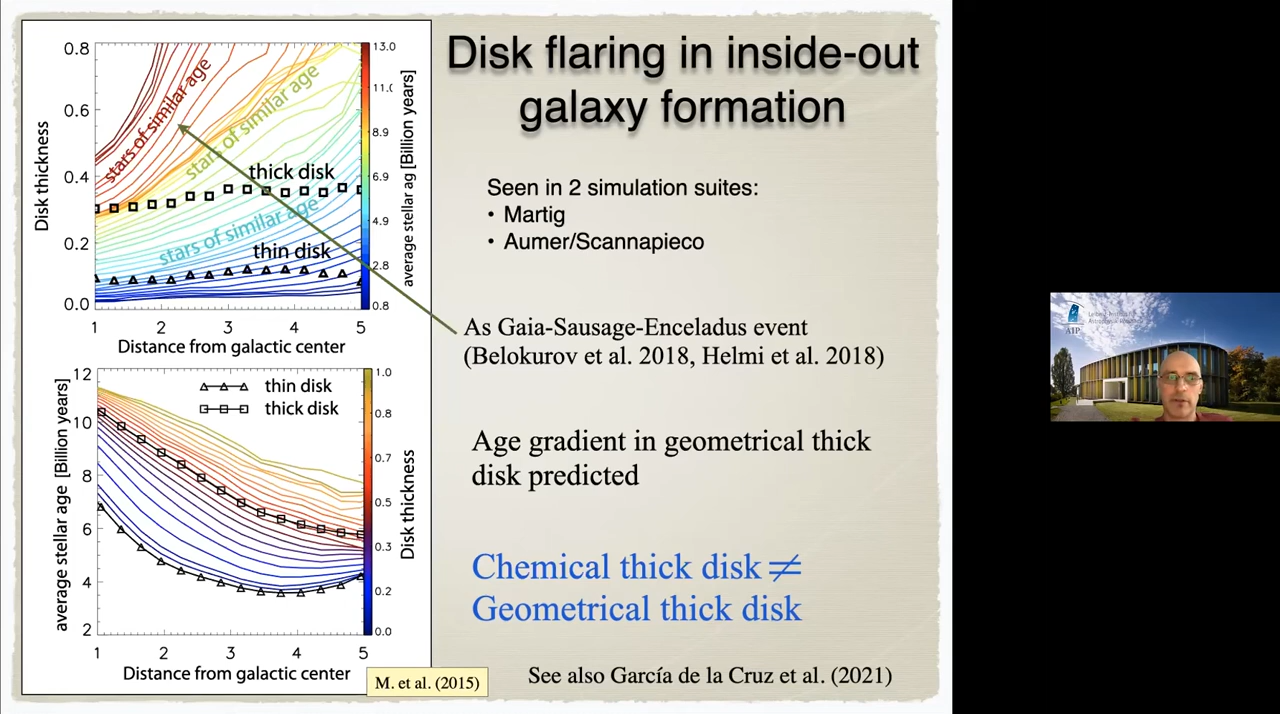 Disk flaring in inside-out
galaxy formation
Seen in 2 simulation suites:
• Martig
• Aumer/Scannapieco
As Gaia-Sausage-Enceladus event
(Belokurov et al. 2018, Helmi et al. 2018)
Age gradient in geometrical thick
disk predicted
Chemical thick disk ≠
Geometrical thick disk
See also García de la Cruz et al. (2021)
Disk thickness
0.8
0.6
0.4
0.2
0.0
stars of similar age
stars of similar age
thick disk
stars of similar age
thin disk
13.0
11.
8.9
6.9
4.9
2.8
0.8
average stellar ag [Billion years]
1 2 3 4 5
Distance from galactic center
average stellar age [Billion years]
12
10
8
6
4
2
thin disk
thick disk
1.0
0.8
0.7
0.5
0.3
0.2
0.0
Disk thickness
1 2 3 4 5
Distance from galactic center
M. et al. (2015)
AIP